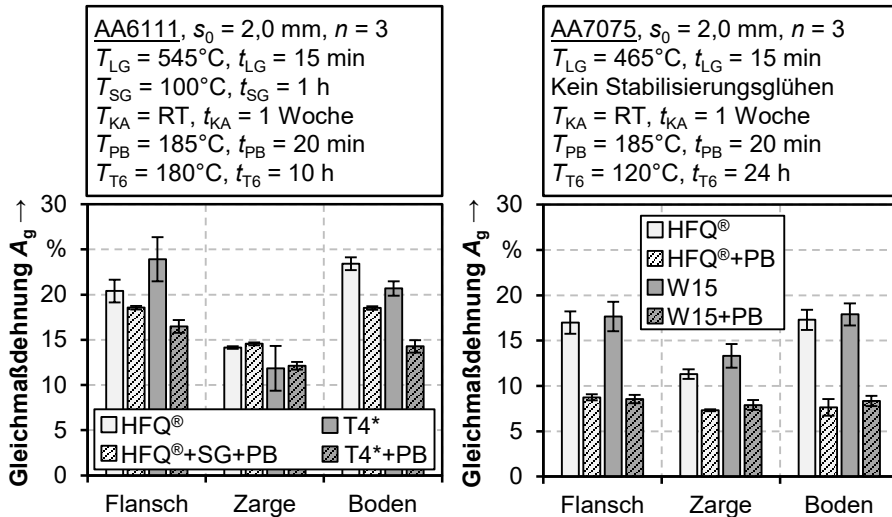 AA6111, s0 = 2,0 mm, n = 3
TLG = 545°C, tLG = 15 min
TSG = 100°C, tSG = 1 h
TKA = RT, tKA = 1 Woche
TPB = 185°C, tPB = 20 min
TT6 = 180°C, tT6 = 10 h
Gleichmaßdehnung Ag →
30
%
20
15
10
5
0
HFQ®
T4*
HFQ®+SG+PB
T4*+PB
Flansch
Zarge
Boden
AA7075, s0 = 2,0 mm, n = 3
TLG = 465°C, tLG = 15 min
Kein Stabilisierungsglühen
TKA = RT, tKA = 1 Woche
TPB = 185°C, tPB = 20 min
TT6 = 120°C, tT6 = 24 h
Gleichmaßdehnung Ag →
30
%
20
15
10
5
0
HFQ®
HFQ®+PB
W15
W15+PB
Flansch
Zarge
Boden